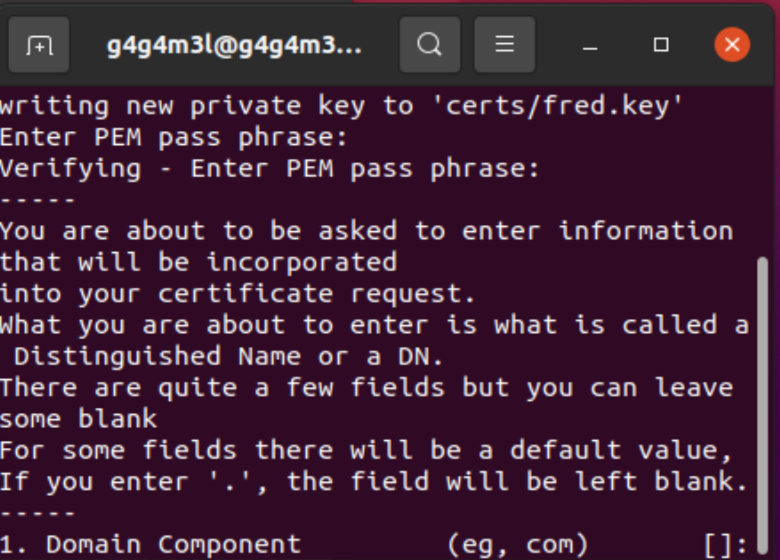 g4g4m3l@g4g4m3...
writing new private key to 'certs/fred.key'
Enter PEM pass phrase:
Verifying - Enter PEM pass phrase:
-----
You are about to be asked to enter information
that will be incorporated
into your certificate request.
What you are about to enter is what is called a
 Distinguished Name or a DN.
There are quite a few fields but you can leave
some blank
For some fields there will be a default value,
If you enter '.', the field will be left blank.
-----
1. Domain Component         (eg, com)       []: